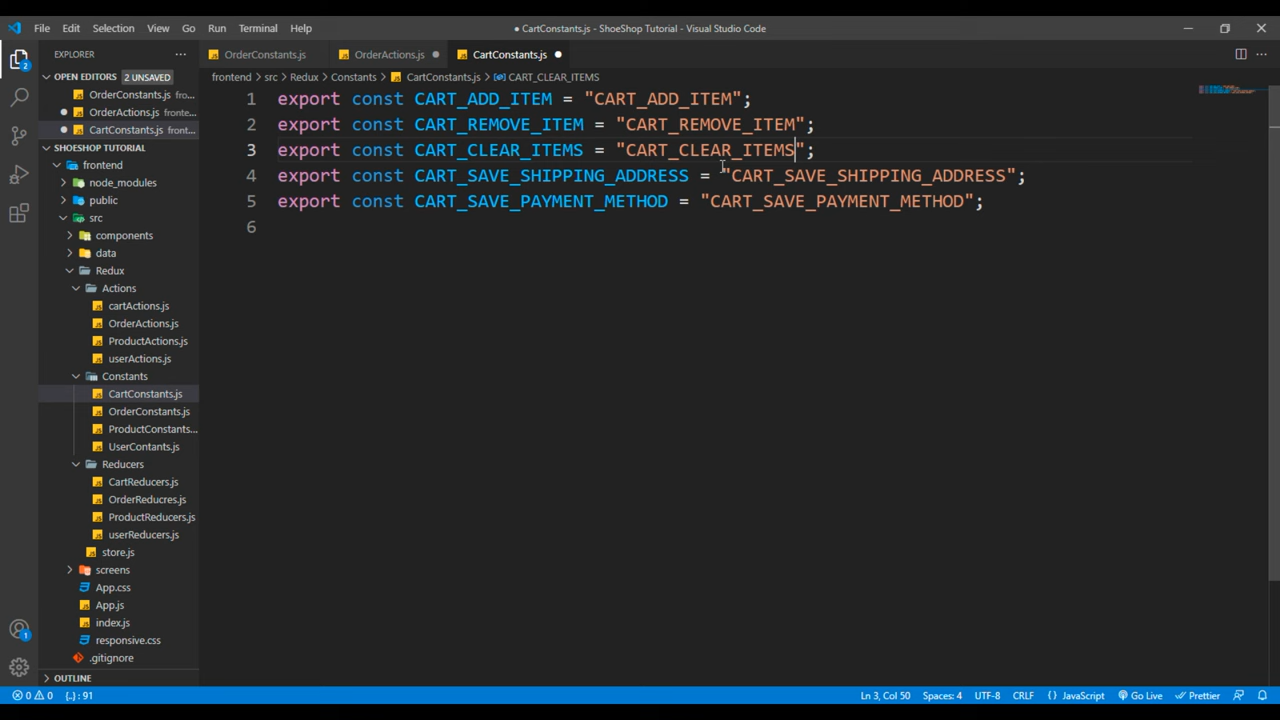 File Edit Selection View Go Run Terminal Help
● CartConstants.js - ShoeShop Tutorial - Visual Studio Code
EXPLORER
OrderConstants.js
OrderActions.js
CartConstants.js
OPEN EDITORS 2 UNSAVED
OrderConstants.js fro...
OrderActions.js fronte...
CartConstants.js front...
SHOESHOP TUTORIAL
frontend
node_modules
public
src
components
data
Redux
Actions
cartActions.js
OrderActions.js
ProductActions.js
userActions.js
Constants
CartConstants.js
OrderConstants.js
ProductConstants...
UserContants.js
Reducers
CartReducers.js
OrderReducres.js
ProductReducers.js
userReducers.js
store.js
screens
App.css
App.js
index.js
responsive.css
.gitignore
OUTLINE
frontend > src > Redux > Constants > CartConstants.js > CART_CLEAR_ITEMS
1 export const CART_ADD_ITEM = "CART_ADD_ITEM";
2 export const CART_REMOVE_ITEM = "CART_REMOVE_ITEM";
3 export const CART_CLEAR_ITEMS = "CART_CLEAR_ITEMS";
4 export const CART_SAVE_SHIPPING_ADDRESS = "CART_SAVE_SHIPPING_ADDRESS";
5 export const CART_SAVE_PAYMENT_METHOD = "CART_SAVE_PAYMENT_METHOD";
6
2
1
0 0 {..} : 91
Ln 3, Col 50 Spaces: 4 UTF-8 CRLF {} JavaScript Go Live Prettier